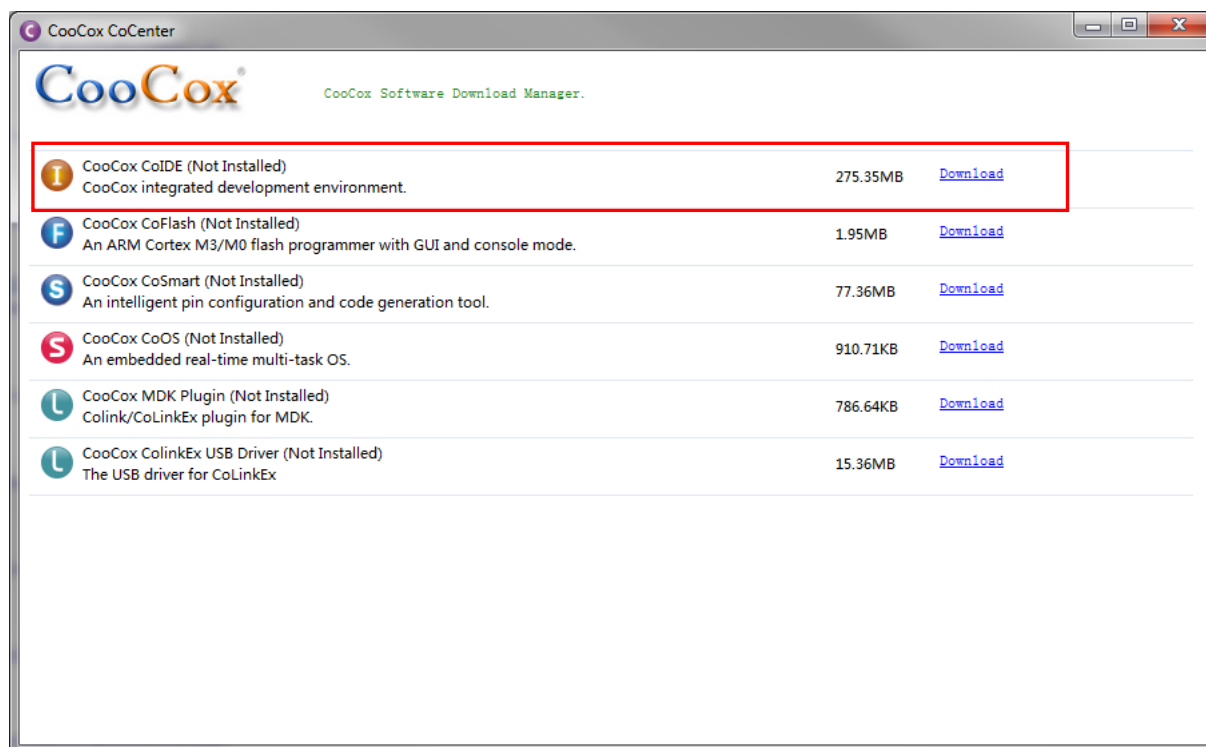 CooCox CoCenter
CooCox®
CooCox Software Download Manager.
I
CooCox CoIDE (Not Installed)
CooCox integrated development environment.
275.35MB
Download
F
CooCox CoFlash (Not Installed)
An ARM Cortex M3/M0 flash programmer with GUI and console mode.
1.95MB
Download
S
CooCox CoSmart (Not Installed)
An intelligent pin configuration and code generation tool.
77.36MB
Download
S
CooCox CoOS (Not Installed)
An embedded real-time multi-task OS.
910.71KB
Download
L
CooCox MDK Plugin (Not Installed)
Colink/CoLinkEx plugin for MDK.
786.64KB
Download
L
CooCox ColinkEx USB Driver (Not Installed)
The USB driver for CoLinkEx
15.36MB
Download